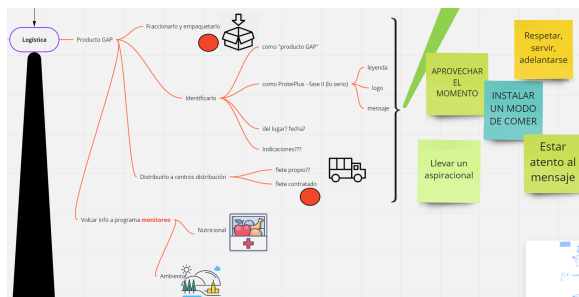 Logística
Producto GAP
Fraccionarlo y empaquetarlo
Identificarlo
como "producto GAP"
como ProteiPlus - fase II (lo serio)
leyenda
logo
mensaje
del lugar? fecha?
Indicaciones???
Distribuirlo a centros distribución
flete propio??
flete contratado
Volcar info a programa monitoreo
Nutricional
Ambiental
APROVECHAR
EL
MOMENTO
Respetar,
servir,
adelantarse
INSTALAR
UN MODO
DE COMER
Llevar un
aspiracional
Estar
atento al
mensaje